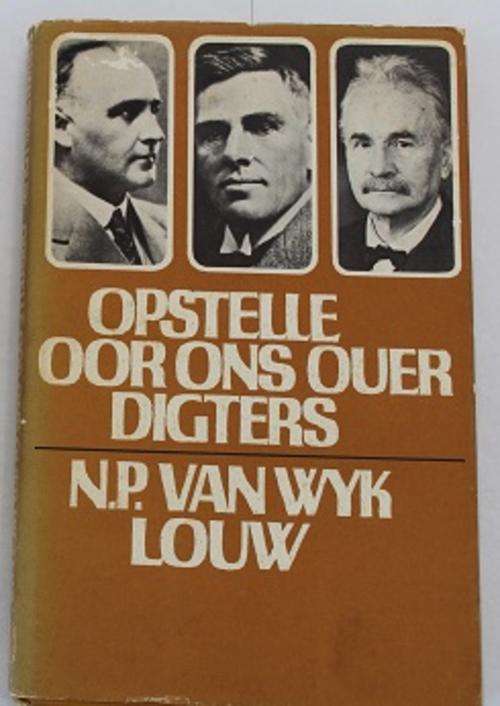 OPSTELLE
OOR ONS OUER
DIGTERS
N.P. VAN WYK
LOUW